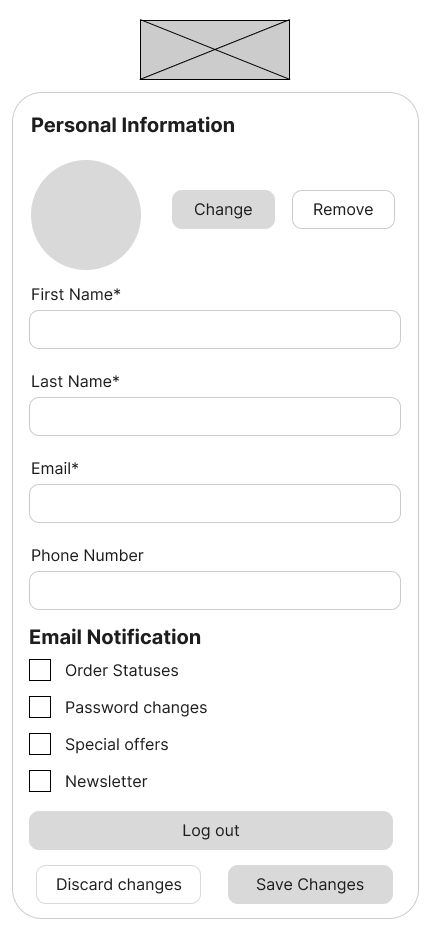 Personal Information
Change
Remove
First Name*
Last Name*
Email*
Phone Number
Email Notification
Order Statuses
Password changes
Special offers
Newsletter
Log out
Discard changes
Save Changes